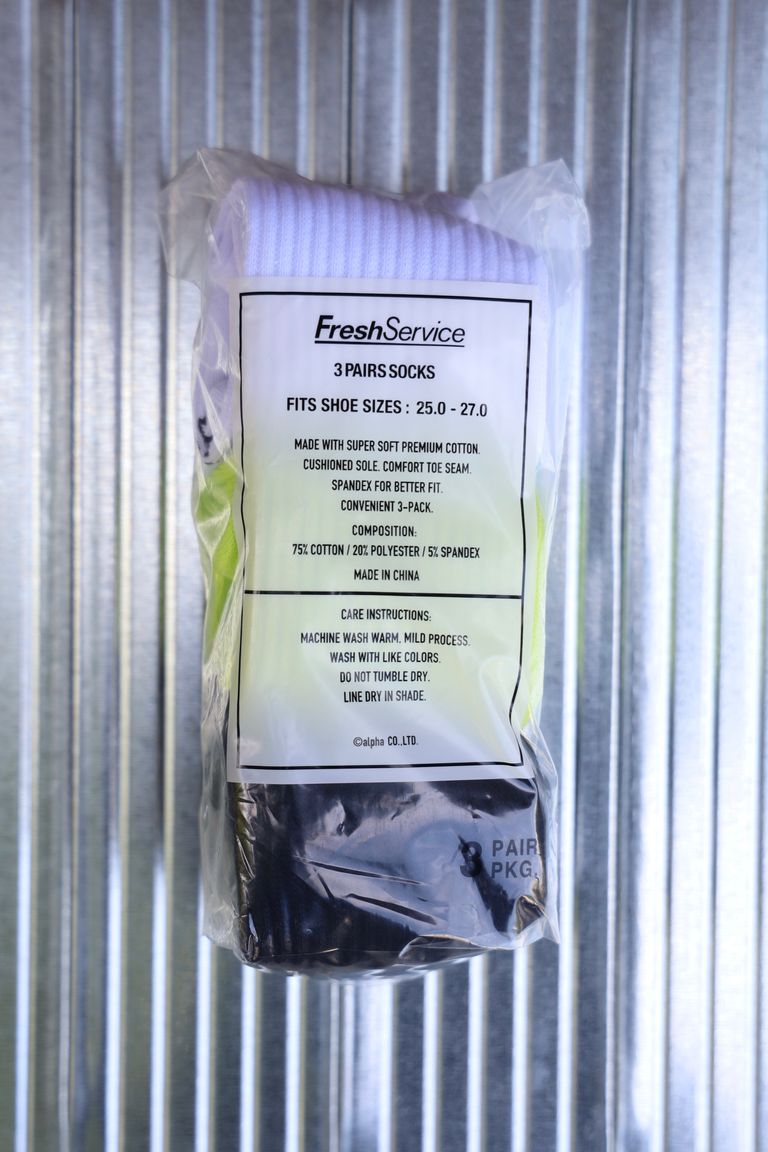 FreshService
3 PAIRS SOCKS
FITS SHOE SIZES : 25.0 - 27.0
MADE WITH SUPER SOFT PREMIUM COTTON.
CUSHIONED SOLE. COMFORT TOE SEAM.
SPANDEX FOR BETTER FIT.
CONVENIENT 3-PACK.
COMPOSITION:
75% COTTON / 20% POLYESTER / 5% SPANDEX
MADE IN CHINA
CARE INSTRUCTIONS:
MACHINE WASH WARM. MILD PROCESS.
WASH WITH LIKE COLORS.
DO NOT TUMBLE DRY.
LINE DRY IN SHADE.
©alpha CO.,LTD.
3 PAIR
PKG.